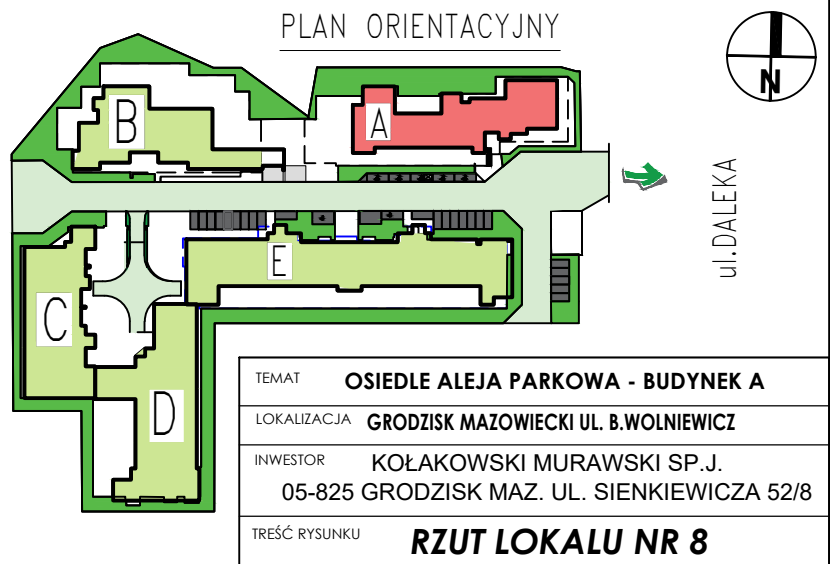 PLAN ORIENTACYJNY
N
B
A
ul.DALEKA
E
C
D
TEMAT OSIEDLE ALEJA PARKOWA - BUDYNEK A
LOKALIZACJA GRODZISK MAZOWIECKI UL. B.WOLNIEWICZ
INWESTOR KOŁAKOWSKI MURAWSKI SP.J.
05-825 GRODZISK MAZ. UL. SIENKIEWICZA 52/8
TREŚĆ RYSUNKU RZUT LOKALU NR 8